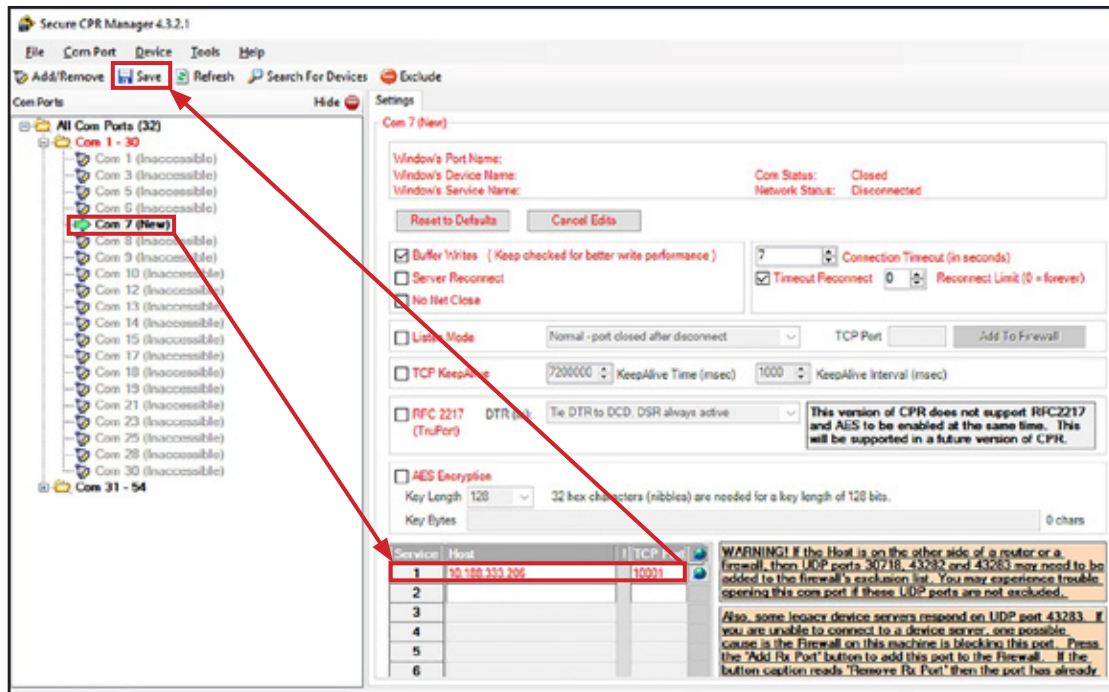 Secure CPR Manager 4.3.2.1
File Com Port Device Tools Help
Add/Remove Save Refresh Search For Devices Exclude
Com Ports Hide
All Com Ports (32)
Com 1 - 30
Com 1 (Inaccessible)
Com 3 (Inaccessible)
Com 5 (Inaccessible)
Com 6 (Inaccessible)
Com 7 (New)
Com 8 (Inaccessible)
Com 9 (Inaccessible)
Com 10 (Inaccessible)
Com 12 (Inaccessible)
Com 13 (Inaccessible)
Com 14 (Inaccessible)
Com 15 (Inaccessible)
Com 17 (Inaccessible)
Com 18 (Inaccessible)
Com 19 (Inaccessible)
Com 21 (Inaccessible)
Com 23 (Inaccessible)
Com 25 (Inaccessible)
Com 28 (Inaccessible)
Com 30 (Inaccessible)
Com 31 - 54
Settings
Com 7 (New)
Window's Port Name:
Window's Device Name: Com Status: Closed
Window's Service Name: Network Status: Disconnected
Reset to Defaults Cancel Edits
Buffer Writes ( Keep checked for better write performance ) 7 Connection Timeout (in seconds)
Server Reconnect Timeout Reconnect 0 Reconnect Limit (0 = forever)
No Net Close
Listen Mode Normal - port closed after disconnect TCP Port Add To Firewall
TCP KeepAlive 7200000 KeepAlive Time (msec) 1000 KeepAlive Interval (msec)
RFC 2217 DTR Tie DTR to DCD, DSR always active
(TruPort)
This version of CPR does not support RFC2217
and AES to be enabled at the same time. This
will be supported in a future version of CPR.
AES Encryption
Key Length 128 32 hex characters (nibbles) are needed for a key length of 128 bits.
Key Bytes 0 chars
Service Host ! TCP Port
1 10.188.333.206 10001
2
3
4
5
6
WARNING! If the Host is on the other side of a router or a
firewall, then UDP ports 30718, 43282 and 43283 may need to be
added to the firewall's exclusion list. You may experience trouble
opening this com port if these UDP ports are not excluded.
Also, some legacy device servers respond on UDP port 43283. If
you are unable to connect to a device server, one possible
cause is the Firewall on this machine is blocking this port. Press
the "Add Rx Port" button to add this port to the Firewall. If the
button caption reads "Remove Rx Port" then the port has already